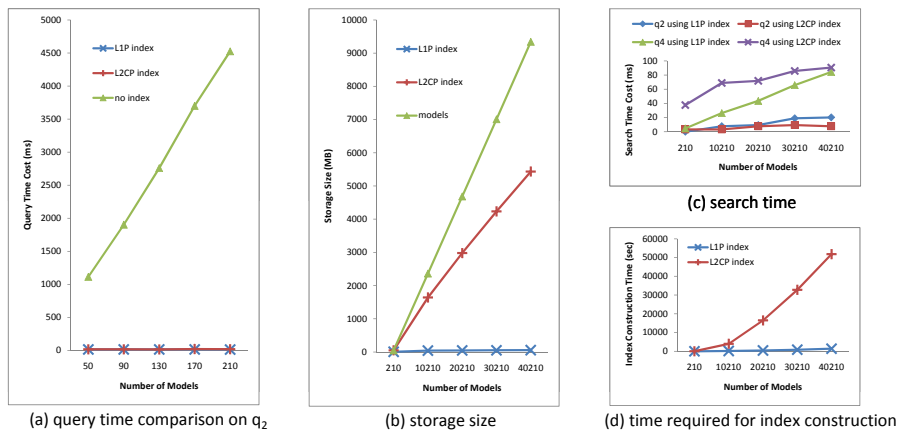 5000
4500
4000
3500
3000
2500
2000
1500
1000
500
0
Query Time Cost (ms)
L1P index
L2CP index
no index
50 90 130 170 210
Number of Models
(a) query time comparison on q2
10000
9000
8000
7000
6000
5000
4000
3000
2000
1000
0
Storage Size (MB)
L1P index
L2CP index
models
210 10210 20210 30210 40210
Number of Models
(b) storage size
q2 using L1P index q2 using L2CP index
q4 using L1P index q4 using L2CP index
100
80
60
40
20
0
Search Time Cost(ms)
210 10210 20210 30210 40210
Number of Models
(c) search time
60000
50000
40000
30000
20000
10000
0
Index Construction Time (sec)
L1P index
L2CP index
210 10210 20210 30210 40210
Number of Models
(d) time required for index construction